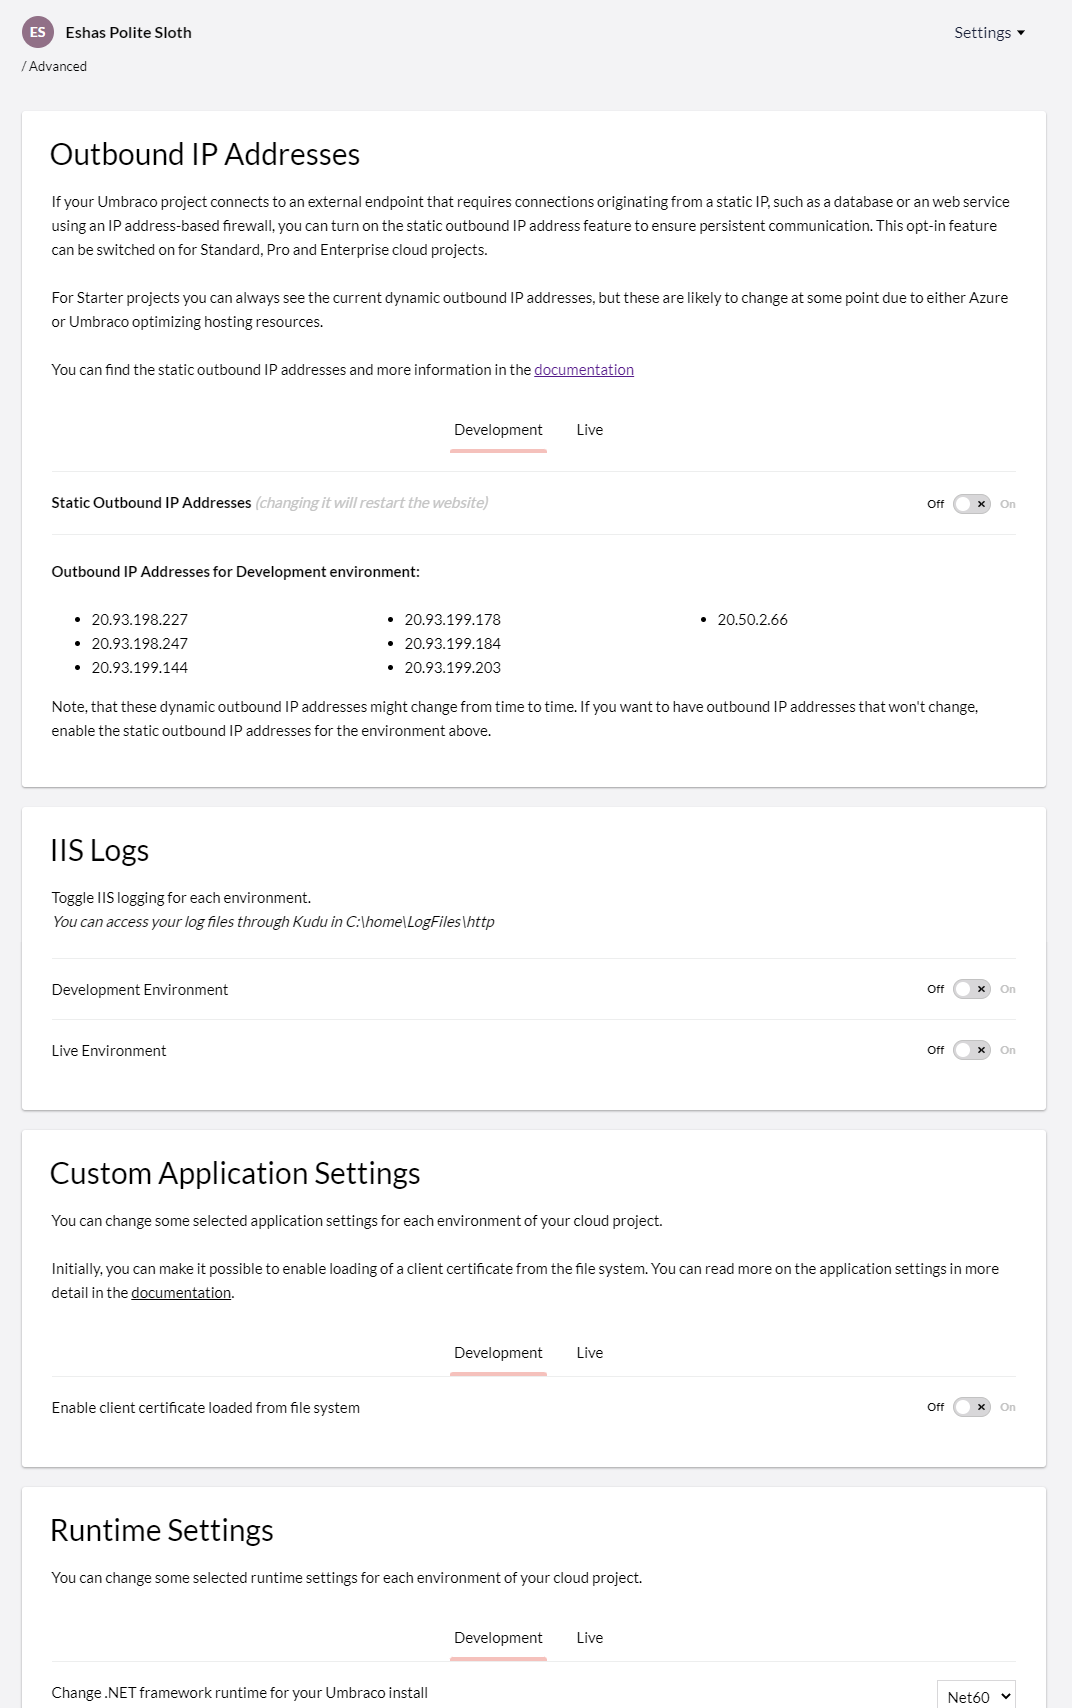 ES Eshas Polite Sloth
Settings
/ Advanced
Outbound IP Addresses
If your Umbraco project connects to an external endpoint that requires connections originating from a static IP, such as a database or an web service
using an IP address-based firewall, you can turn on the static outbound IP address feature to ensure persistent communication. This opt-in feature
can be switched on for Standard, Pro and Enterprise cloud projects.
For Starter projects you can always see the current dynamic outbound IP addresses, but these are likely to change at some point due to either Azure
or Umbraco optimizing hosting resources.
You can find the static outbound IP addresses and more information in the documentation
Development Live
Static Outbound IP Addresses (changing it will restart the website) Off On
Outbound IP Addresses for Development environment:
20.93.198.227
20.93.198.247
20.93.199.144
20.93.199.178
20.93.199.184
20.93.199.203
20.50.2.66
Note, that these dynamic outbound IP addresses might change from time to time. If you want to have outbound IP addresses that won't change,
enable the static outbound IP addresses for the environment above.
IIS Logs
Toggle IIS logging for each environment.
You can access your log files through Kudu in C:\home\LogFiles\http
Development Environment Off On
Live Environment Off On
Custom Application Settings
You can change some selected application settings for each environment of your cloud project.
Initially, you can make it possible to enable loading of a client certificate from the file system. You can read more on the application settings in more
detail in the documentation.
Development Live
Enable client certificate loaded from file system Off On
Runtime Settings
You can change some selected runtime settings for each environment of your cloud project.
Development Live
Change .NET framework runtime for your Umbraco install Net60